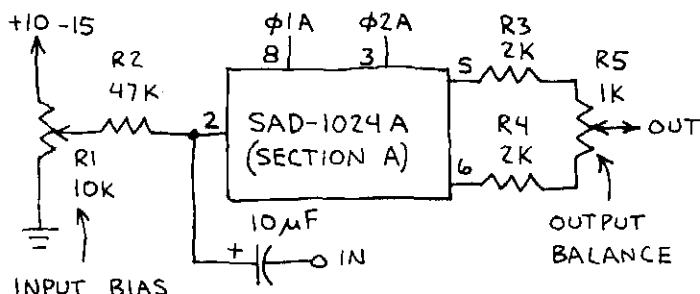 +10 -15
R2
47K
R1
10K
INPUT BIAS
ϕ1A
ϕ2A
8
3
2
SAD-1024A
(SECTION A)
5
6
10µF
+
IN
R3
2K
R4
2K
R5
1K
OUT
OUTPUT
BALANCE